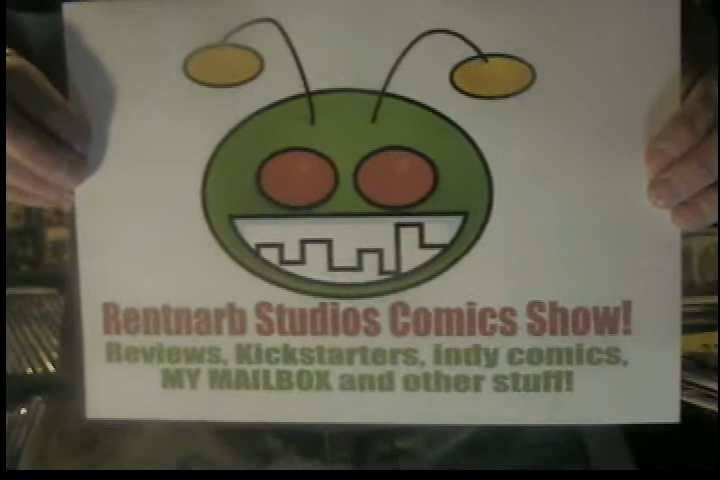 Rentnarb Studios Comics Show!
Reviews, Kickstarters, indy comics,
MY MAILBOX and other stuff!